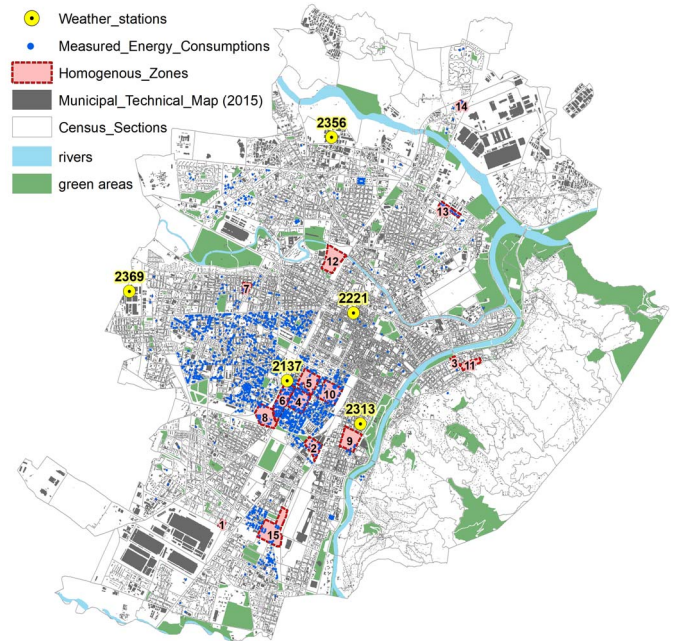 Weather_stations
Measured_Energy_Consumptions
Homogenous_Zones
Municipal_Technical_Map (2015)
Census_Sections
rivers
green areas
14
2356
13
12
2369
7
2221
3
11
2137
5
6
4
10
8
2313
9
2
1
15